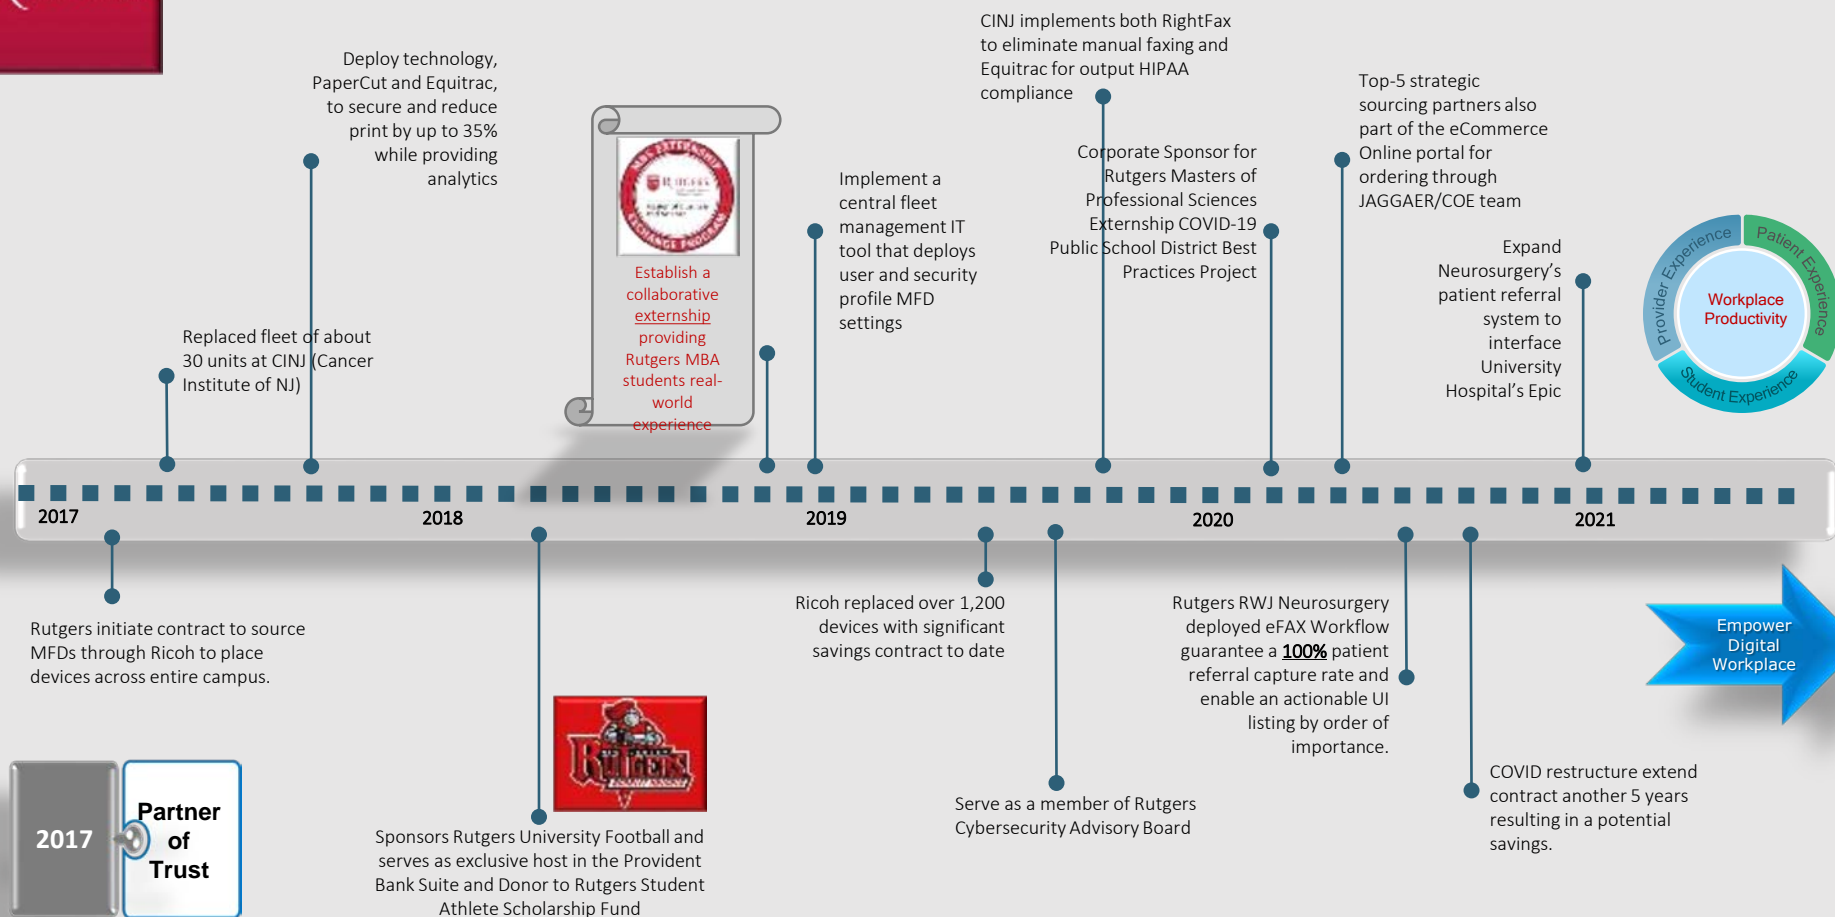 CINJ implements both RightFax
to eliminate manual faxing and
Equitrac for output HIPAA
compliance
Deploy technology,
PaperCut and Equitrac,
to secure and reduce
print by up to 35%
while providing
analytics
Top-5 strategic
sourcing partners also
part of the eCommerce
Online portal for
ordering through
JAGGAER/COE team
Corporate Sponsor for
Rutgers Masters of
Professional Sciences
Externship COVID-19
Public School District Best
Practices Project
Implement a
central fleet
management IT
tool that deploys
user and security
profile MFD
settings
RUTGERS
EXCHANGE PROGRAM
Establish a
collaborative
externship
providing
Rutgers MBA
students real-
world
experience
Expand
Neurosurgery's
patient referral
system to
interface
University
Hospital's Epic
Provider Experience
Patient Experience
Student Experience
Workplace
Productivity
Replaced fleet of about
30 units at CINJ (Cancer
Institute of NJ)
2017
2018
2019
2020
2021
Rutgers initiate contract to source
MFDs through Ricoh to place
devices across entire campus.
Ricoh replaced over 1,200
devices with significant
savings contract to date
Rutgers RWJ Neurosurgery
deployed eFAX Workflow
guarantee a 100% patient
referral capture rate and
enable an actionable UI
listing by order of
importance.
Empower
Digital
Workplace
RUTGERS
Sponsors Rutgers University Football and
serves as exclusive host in the Provident
Bank Suite and Donor to Rutgers Student
Athlete Scholarship Fund
Serve as a member of Rutgers
Cybersecurity Advisory Board
COVID restructure extend
contract another 5 years
resulting in a potential
savings.
2017
Partner
of
Trust